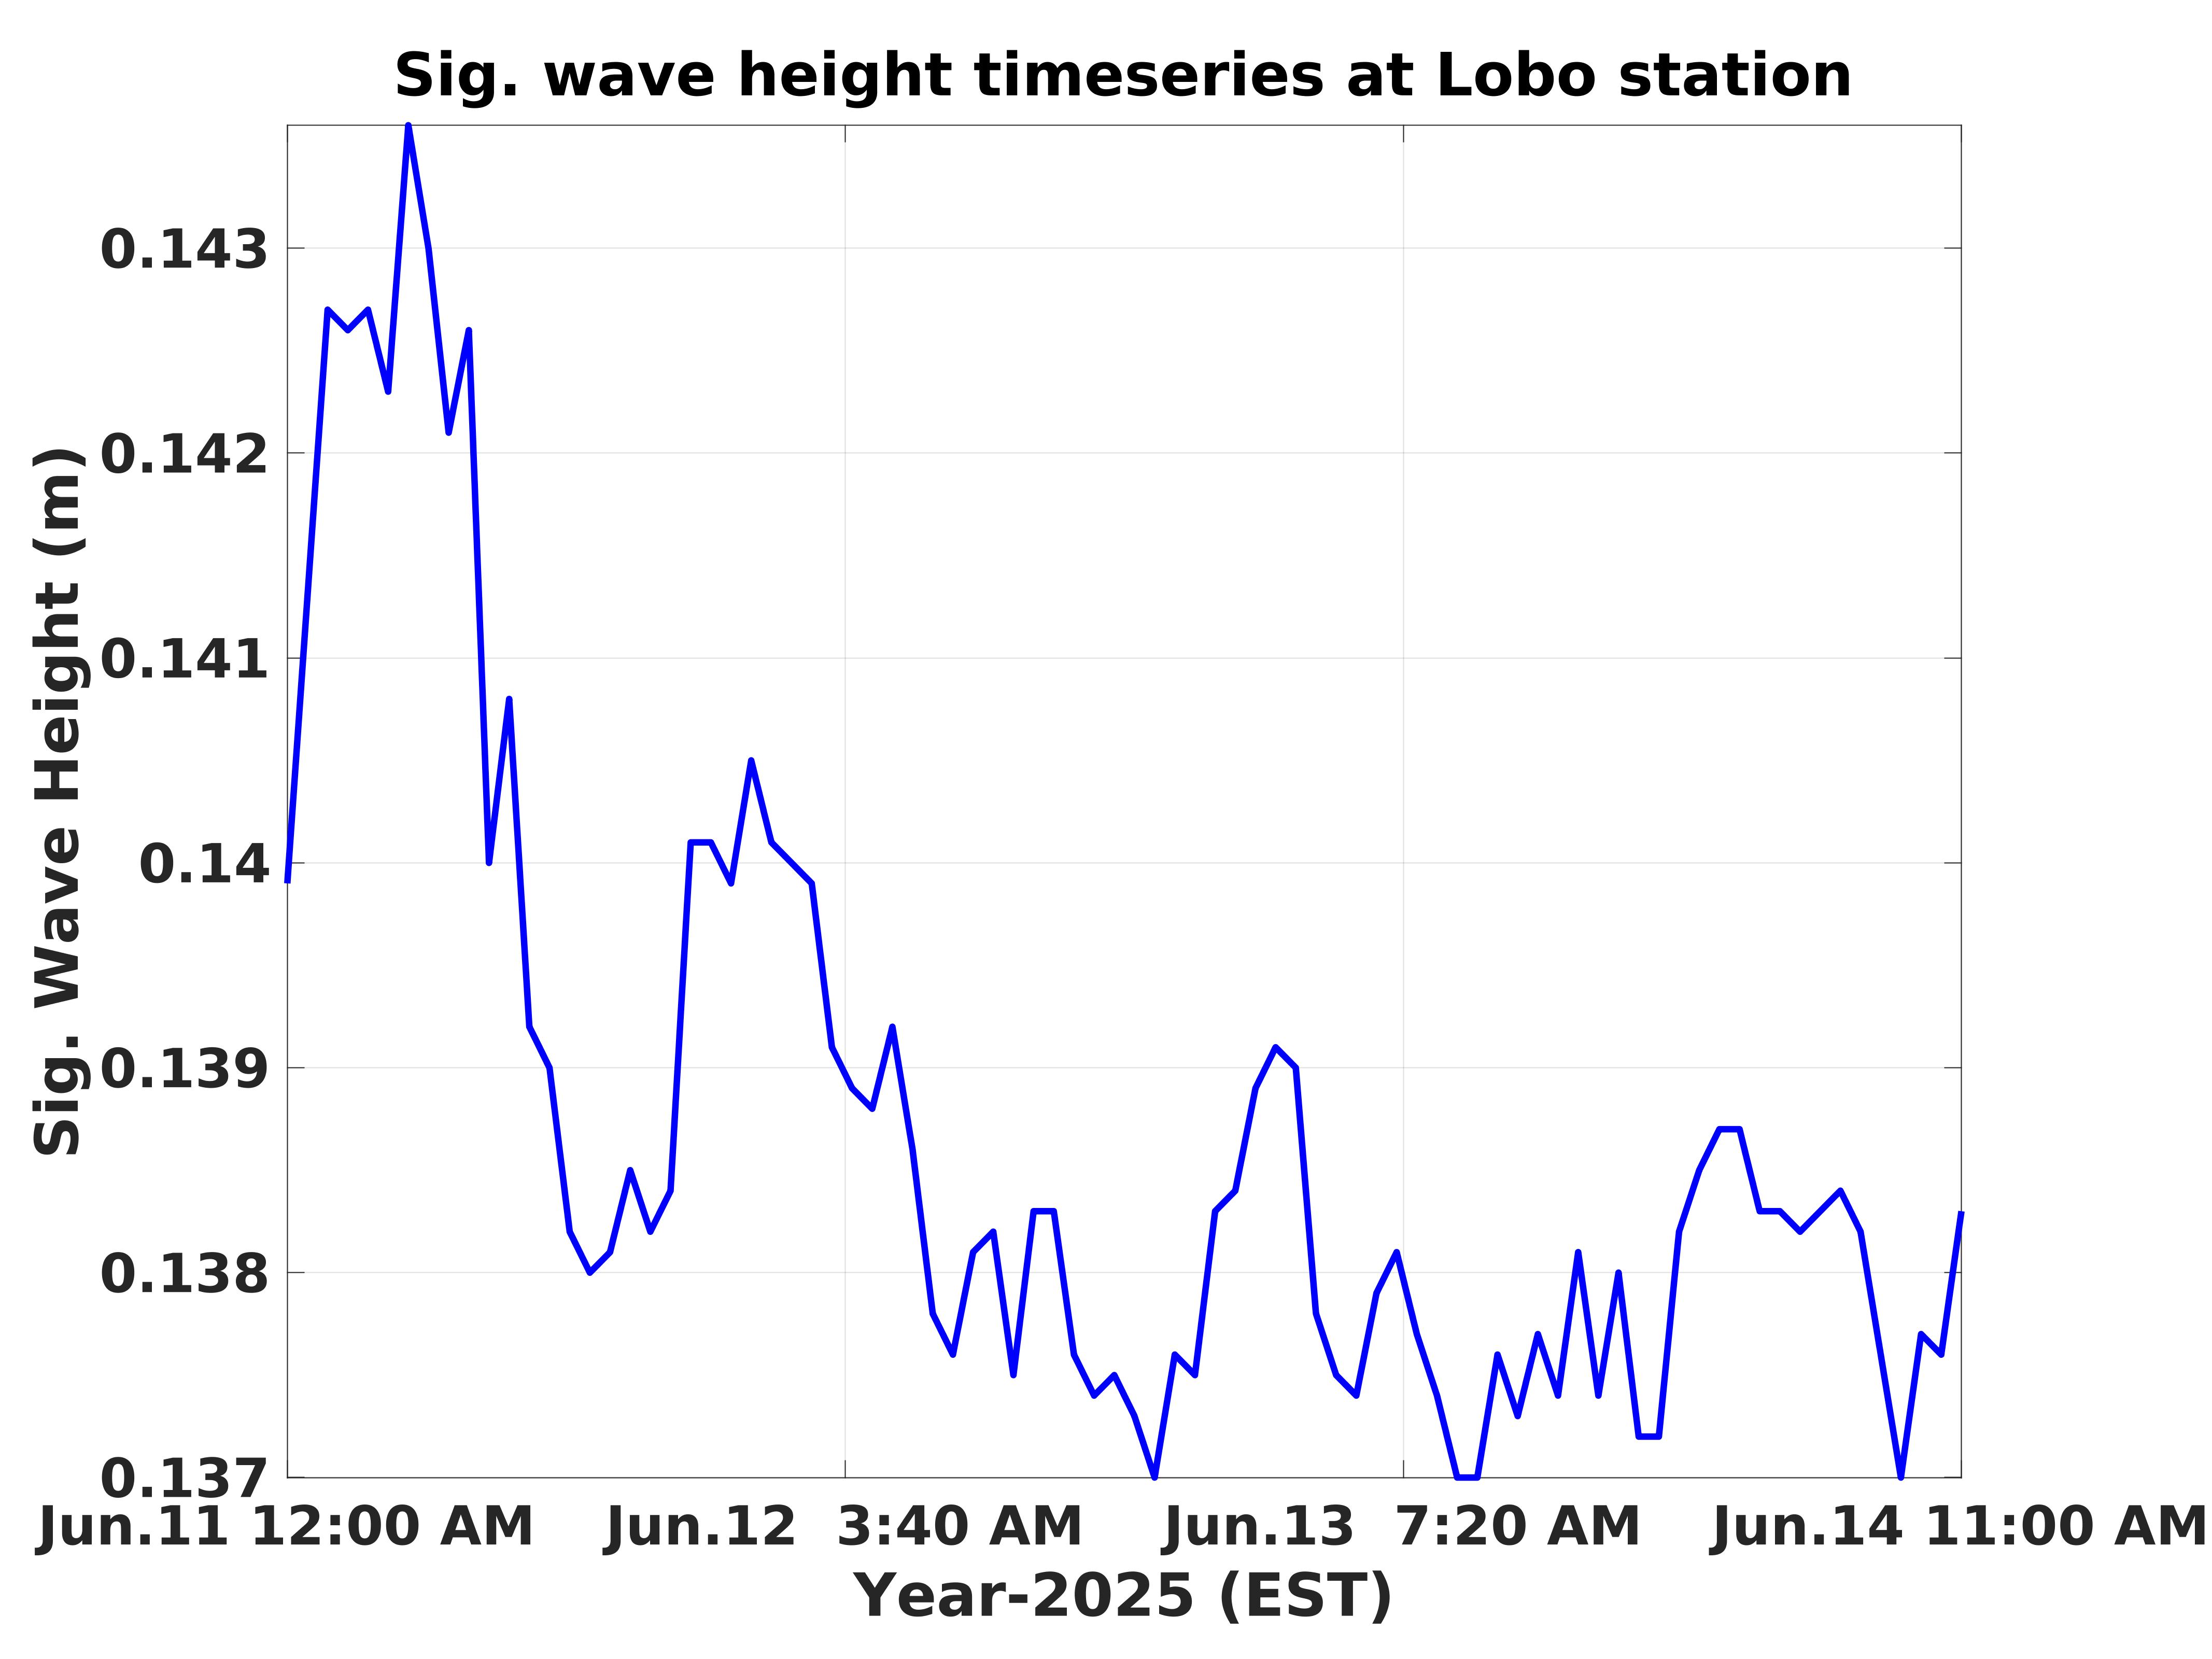 Sig. wave height timeseries at Lobo station
Sig. Wave Height (m)
0.143
0.142
0.141
0.14
0.139
0.138
0.137
Jun.11 12:00 AM Jun.12 3:40 AM Jun.13 7:20 AM Jun.14 11:00 AM
Year-2025 (EST)